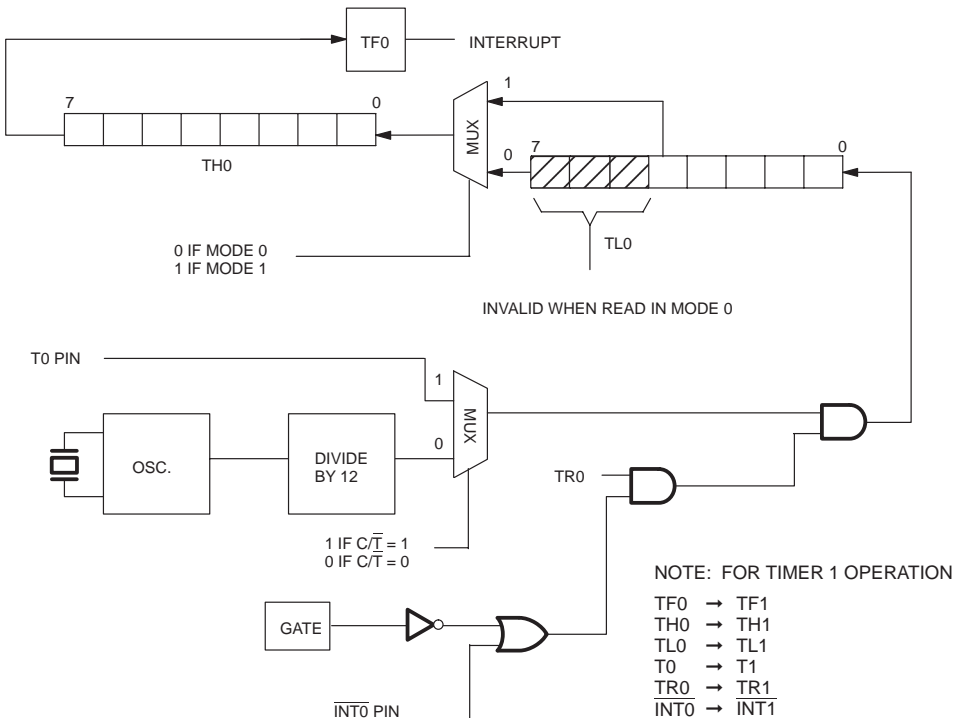 TF0
INTERRUPT
7
0
TH0
MUX
1
0
7
0
TL0
0 IF MODE 0
1 IF MODE 1
INVALID WHEN READ IN MODE 0
T0 PIN
1
0
MUX
OSC.
DIVIDE
BY 12
TR0
1 IF C/T̅ = 1
0 IF C/T̅ = 0
GATE
I̅N̅T̅0̅ PIN
NOTE: FOR TIMER 1 OPERATION
TF0 → TF1
TH0 → TH1
TL0 → TL1
T0 → T1
TR0 → TR1
I̅N̅T̅0̅ → I̅N̅T̅1̅